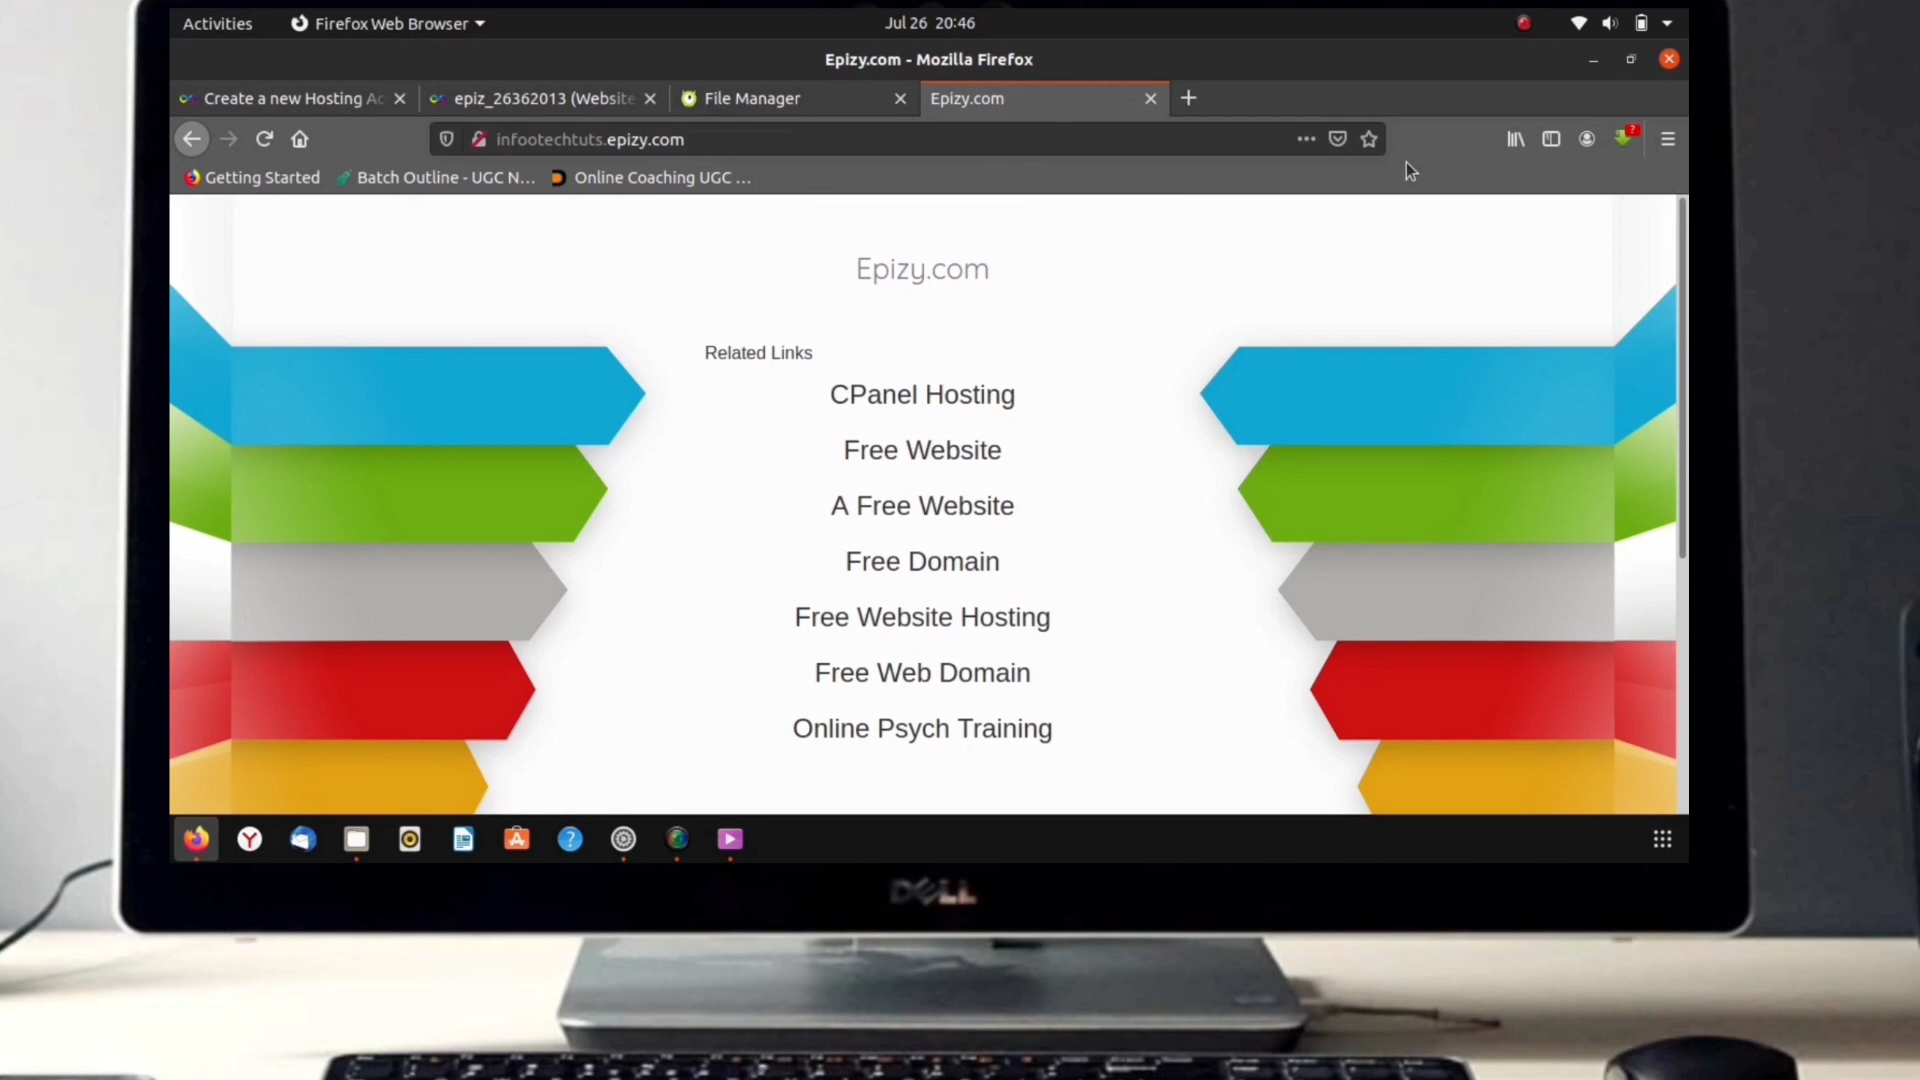 Activities Firefox Web Browser Jul 26 20:46
Epizy.com - Mozilla Firefox
Create a new Hosting Ac epiz_26362013 (Website File Manager Epizy.com
infootechtuts.epizy.com
Getting Started Batch Outline - UGC N... Online Coaching UGC ...
Epizy.com
Related Links
CPanel Hosting
Free Website
A Free Website
Free Domain
Free Website Hosting
Free Web Domain
Online Psych Training
DELL